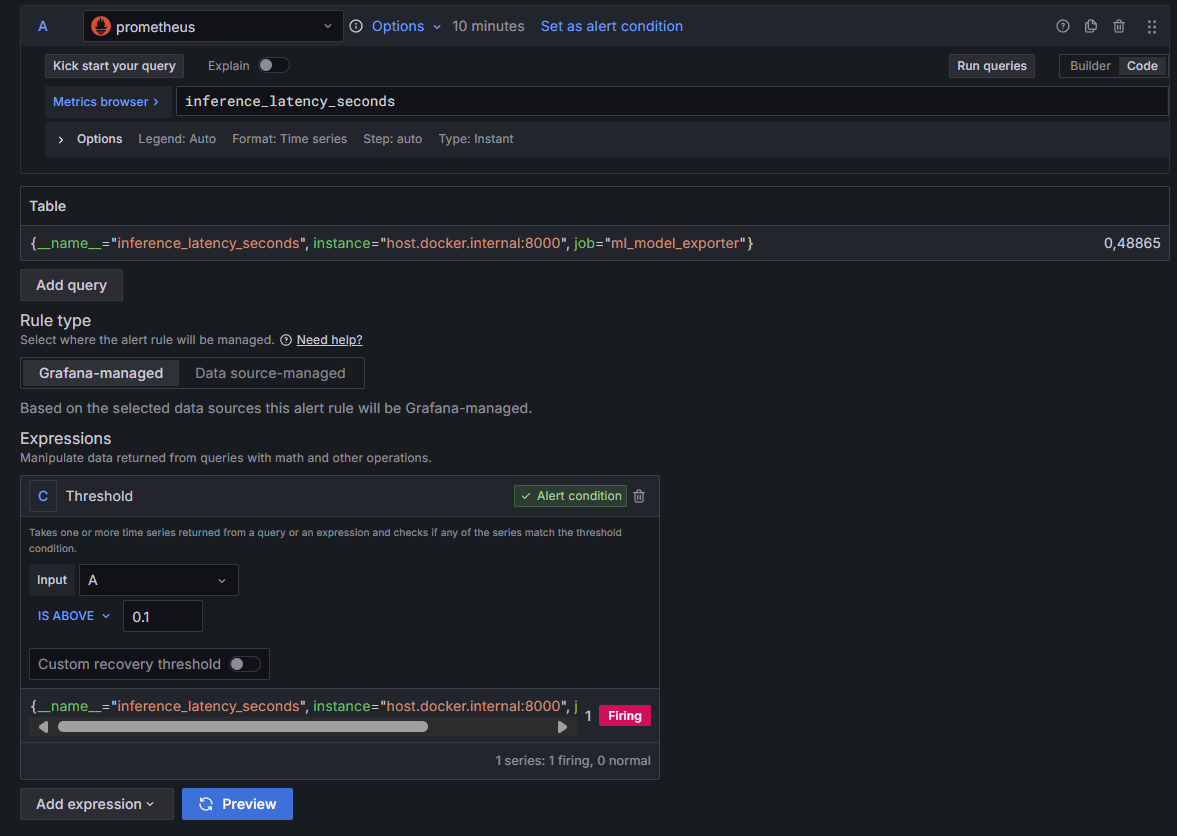 A prometheus Options 10 minutes Set as alert condition
Kick start your query Explain Run queries Builder Code
Metrics browser > inference_latency_seconds
> Options Legend: Auto Format: Time series Step: auto Type: Instant
Table
{__name__="inference_latency_seconds", instance="host.docker.internal:8000", job="ml_model_exporter"} 0,48865
Add query
Rule type
Select where the alert rule will be managed. Need help?
Grafana-managed Data source-managed
Based on the selected data sources this alert rule will be Grafana-managed.
Expressions
Manipulate data returned from queries with math and other operations.
C Threshold Alert condition
Takes one or more time series returned from a query or an expression and checks if any of the series match the threshold
condition.
Input A
IS ABOVE 0.1
Custom recovery threshold
{__name__="inference_latency_seconds", instance="host.docker.internal:8000", j 1 Firing
1 series: 1 firing, 0 normal
Add expression Preview